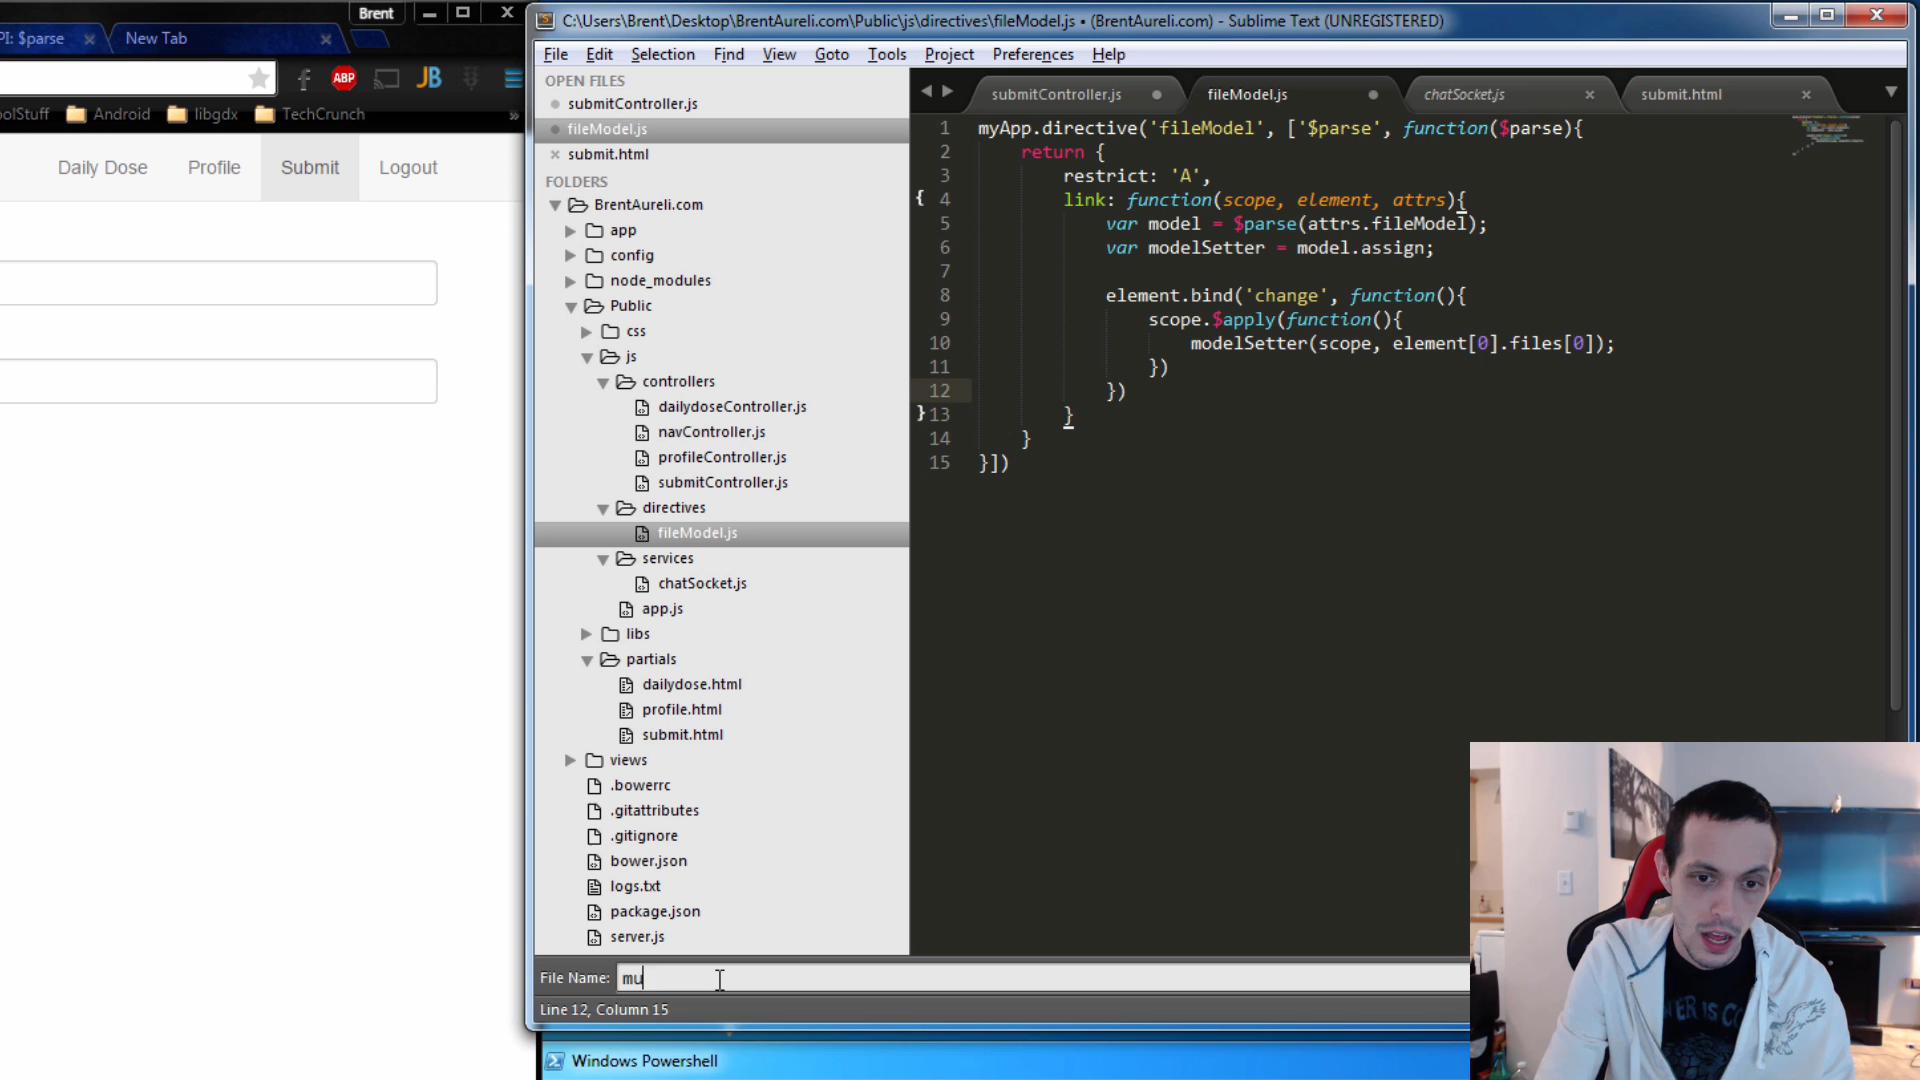 Brent
PI: $parse
New Tab
ABP
JB
oolStuff
Android
libgdx
TechCrunch
»
Daily Dose
Profile
Submit
Logout
C:\Users\Brent\Desktop\BrentAureli.com\Public\js\directives\fileModel.js • (BrentAureli.com) - Sublime Text (UNREGISTERED)
File Edit Selection Find View Goto Tools Project Preferences Help
OPEN FILES
submitController.js
fileModel.js
submit.html
FOLDERS
BrentAureli.com
app
config
node_modules
Public
css
js
controllers
dailydoseController.js
navController.js
profileController.js
submitController.js
directives
fileModel.js
services
chatSocket.js
app.js
libs
partials
dailydose.html
profile.html
submit.html
views
.bowerrc
.gitattributes
.gitignore
bower.json
logs.txt
package.json
server.js
submitController.js
fileModel.js
chatSocket.js
submit.html
1 myApp.directive('fileModel', ['$parse', function($parse){
2 return {
3 restrict: 'A',
{ 4 link: function(scope, element, attrs){
5 var model = $parse(attrs.fileModel);
6 var modelSetter = model.assign;
7
8 element.bind('change', function(){
9 scope.$apply(function(){
10 modelSetter(scope, element[0].files[0]);
11 })
12 })
} 13 }
14 }
15 }])
File Name: mu
Line 12, Column 15
Windows Powershell